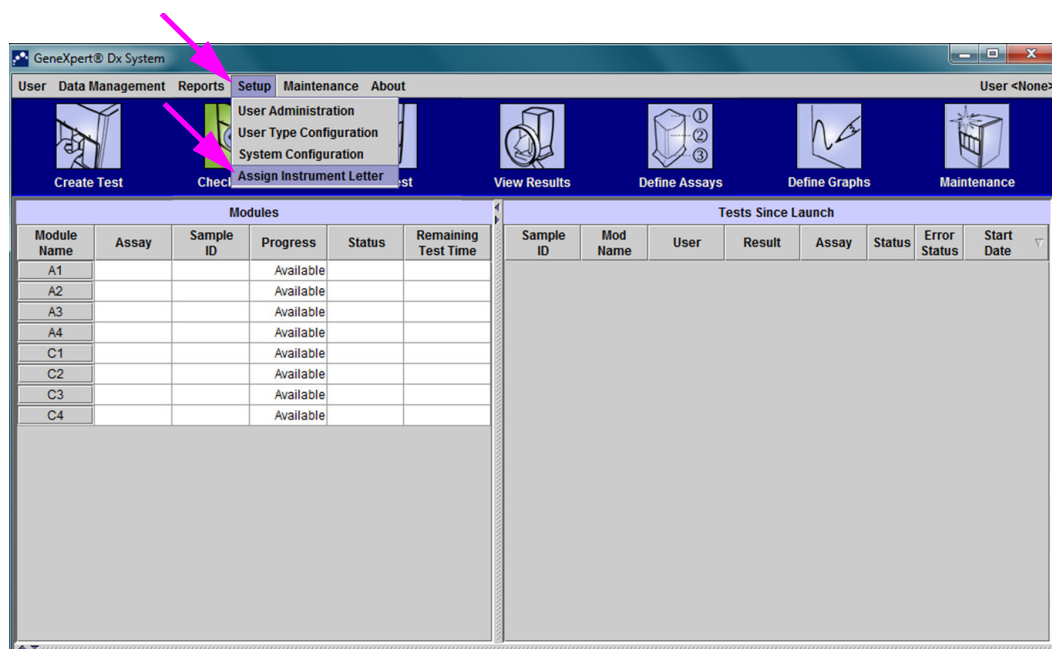 GeneXpert® Dx System
User Data Management Reports Setup Maintenance About User <None>
User Administration
User Type Configuration
System Configuration
Assign Instrument Letter
① ② ③
Create Test View Results Define Assays Define Graphs Maintenance
Modules
Module Name Assay Sample ID Progress Status Remaining Test Time
A1 Available
A2 Available
A3 Available
A4 Available
C1 Available
C2 Available
C3 Available
C4 Available
Tests Since Launch
Sample ID Mod Name User Result Assay Status Error Status Start Date